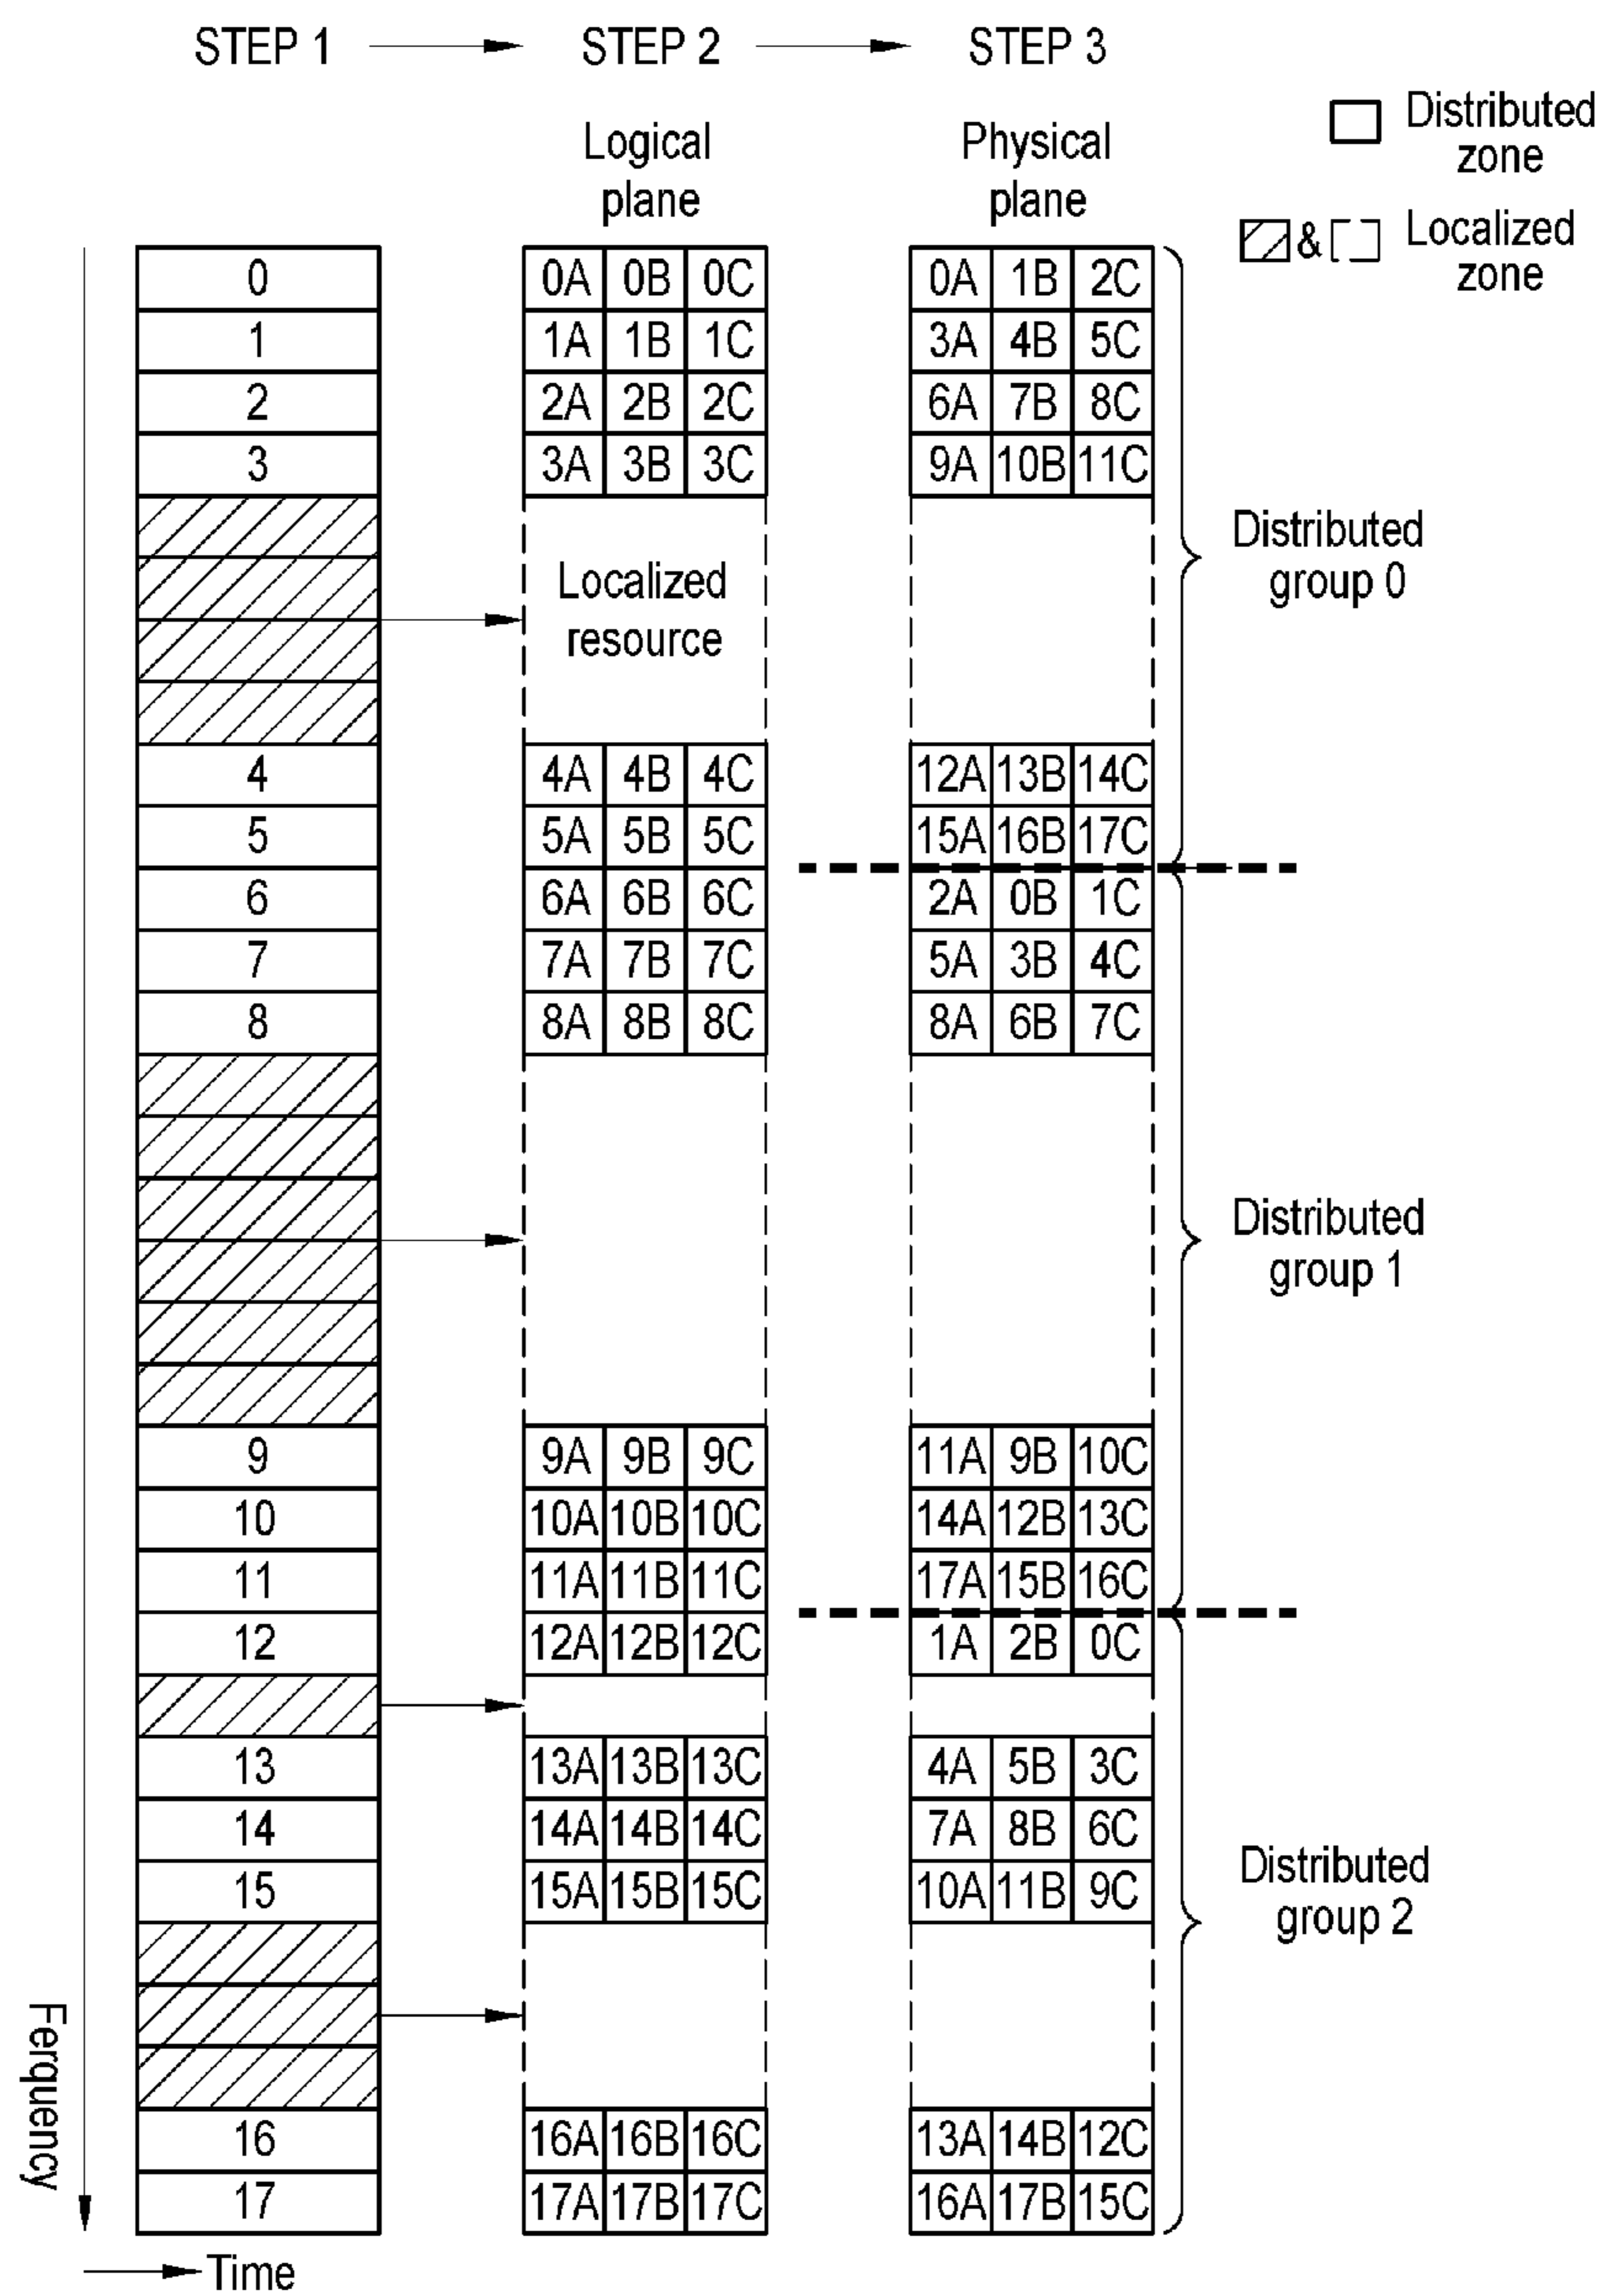 STEP 1 STEP 2 STEP 3
Logical plane
Physical plane
Distributed zone
& Localized zone
0 0A 0B 0C 0A 1B 2C
1 1A 1B 1C 3A 4B 5C
2 2A 2B 2C 6A 7B 8C
3 3A 3B 3C 9A 10B 11C
Localized
resource
Distributed
group 0
4 4A 4B 4C 12A 13B 14C
5 5A 5B 5C 15A 16B 17C
6 6A 6B 6C 2A 0B 1C
7 7A 7B 7C 5A 3B 4C
8 8A 8B 8C 8A 6B 7C
Distributed
group 1
9 9A 9B 9C 11A 9B 10C
10 10A 10B 10C 14A 12B 13C
11 11A 11B 11C 17A 15B 16C
12 12A 12B 12C 1A 2B 0C
13 13A 13B 13C 4A 5B 3C
14 14A 14B 14C 7A 8B 6C
15 15A 15B 15C 10A 11B 9C
Distributed
group 2
16 16A 16B 16C 13A 14B 12C
17 17A 17B 17C 16A 17B 15C
Ferquency
Time